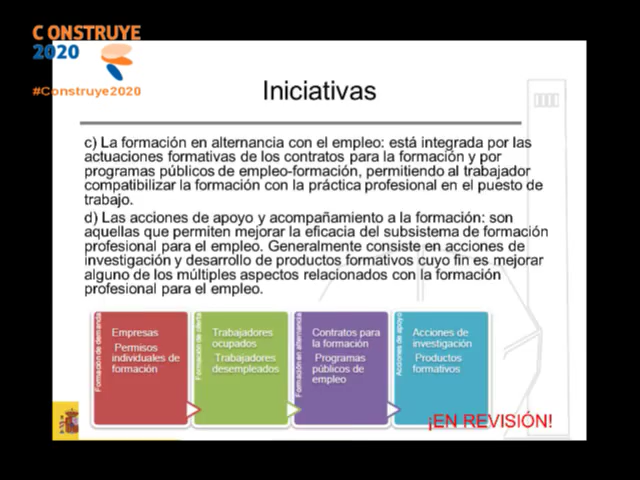 CONSTRUYE
2020
#Construye2020
Iniciativas
c) La formación en alternancia con el empleo: está integrada por las
actuaciones formativas de los contratos para la formación y por
programas públicos de empleo-formación, permitiendo al trabajador
compatibilizar la formación con la práctica profesional en el puesto de
trabajo.
d) Las acciones de apoyo y acompañamiento a la formación: son
aquellas que permiten mejorar la eficacia del subsistema de formación
profesional para el empleo. Generalmente consiste en acciones de
investigación y desarrollo de productos formativos cuyo fin es mejorar
alguno de los múltiples aspectos relacionados con la formación
profesional para el empleo.
Formación de demanda
Empresas
Permisos
individuales de
formación
Formación de oferta
Trabajadores
ocupados
Trabajadores
desempleados
Formación en alternancia
Contratos para
la formación
Programas
públicos de
empleo
Acciones de apoyo
Acciones de
investigación
Productos
formativos
¡EN REVISIÓN!